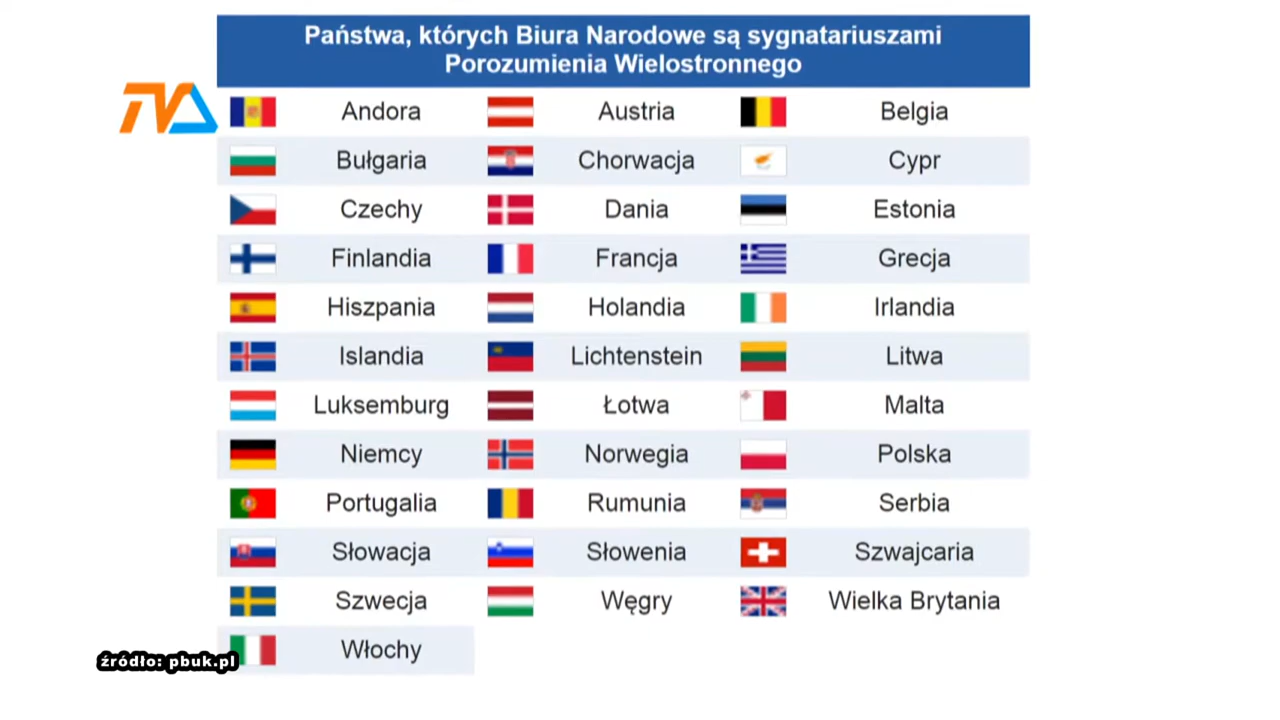 Państwa, których Biura Narodowe są sygnatariuszami
Porozumienia Wielostronnego
TVA
Andora Austria Belgia
Bułgaria Chorwacja Cypr
Czechy Dania Estonia
Finlandia Francja Grecja
Hiszpania Holandia Irlandia
Islandia Lichtenstein Litwa
Luksemburg Łotwa Malta
Niemcy Norwegia Polska
Portugalia Rumunia Serbia
Słowacja Słowenia Szwajcaria
Szwecja Węgry Wielka Brytania
Włochy
źródło: pbuk.pl